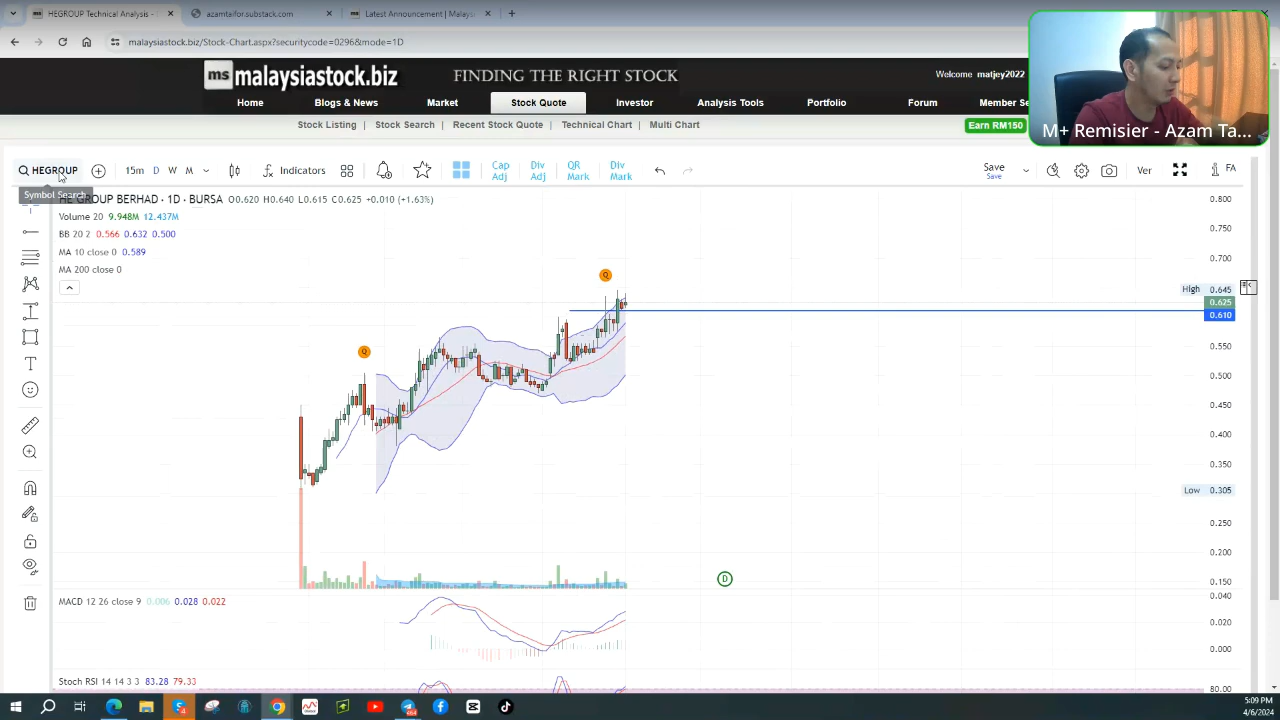 HEGROUP Technical Analysis - 
azamtaifor.substack.com
Latest Announcement | Malays
malaysiastock.biz/Stock-Chart.aspx?securitycode=0296&mode=1D
ms malaysiastock.biz
FINDING THE RIGHT STOCK
Welcome matjey2022
Home
Blogs & News
Market
Stock Quote
Investor
Analysis Tools
Portfolio
Forum
Member Se
M+ Remisier - Azam Ta...
Stock Listing | Stock Search | Recent Stock Quote | Technical Chart | Multi Chart
Earn RM150
HEGROUP
15m D W M
Indicators
Cap Adj
Div Adj
QR Mark
Div Mark
Save
Save
Ver
FA
Symbol Search
GROUP BERHAD · 1D · BURSA O0.620 H0.640 L0.615 C0.625 +0.010 (+1.63%)
Volume 20 9.948M 12.437M
BB 20 2 0.566 0.632 0.500
MA 10 close 0 0.589
MA 200 close 0
0.800
0.750
0.700
High 0.645
0.625
0.610
0.550
0.500
0.450
0.400
0.350
Low 0.305
0.250
0.200
0.150
Q
Q
D
MACD 12 26 close 9 0.006 0.028 0.022
0.040
0.020
0.000
Stoch RSI 14 14 3 3 83.28 79.33
80.00
5:09 PM
4/6/2024